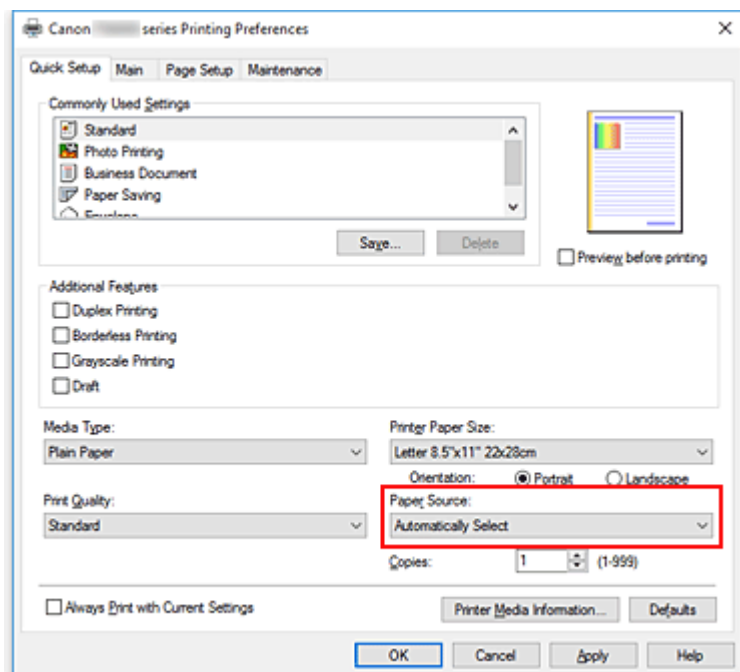 Canon series Printing Preferences
Quick Setup Main Page Setup Maintenance
Commonly Used Settings
Standard
Photo Printing
Business Document
Paper Saving
Envelope
Save... Delete
Preview before printing
Additional Features
Duplex Printing
Borderless Printing
Grayscale Printing
Draft
Media Type: Printer Paper Size:
Plain Paper Letter 8.5"x11" 22x28cm
Orientation: Portrait Landscape
Print Quality: Paper Source:
Standard Automatically Select
Copies: 1 (1-999)
Always Print with Current Settings Printer Media Information... Defaults
OK Cancel Apply Help